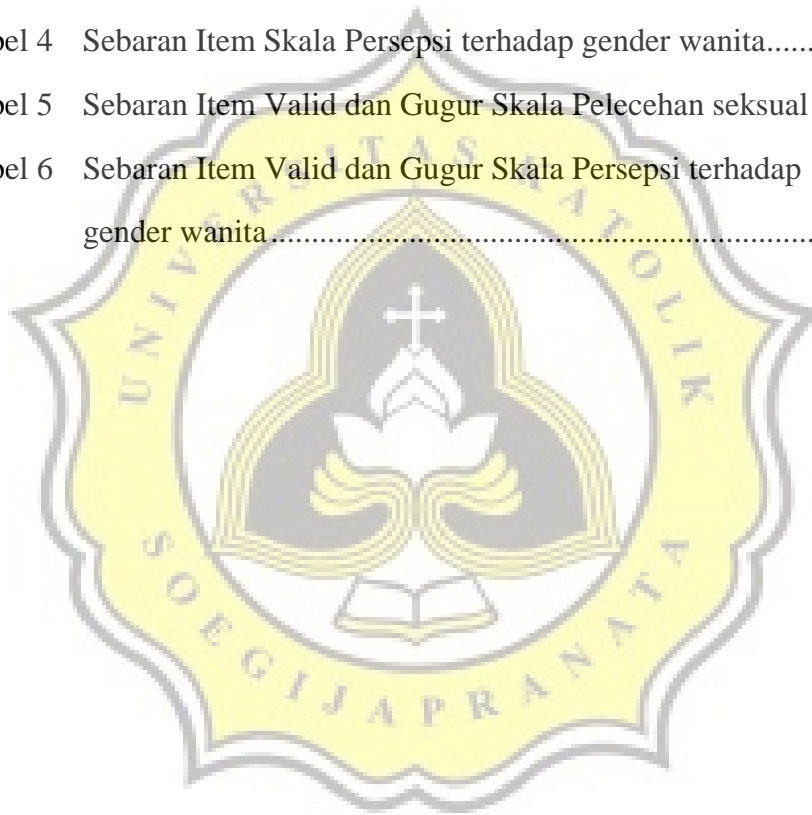 bel 4 Sebaran Item Skala Persepsi terhadap gender wanita......
bel 5 Sebaran Item Valid dan Gugur Skala Pelecehan seksual
bel 6 Sebaran Item Valid dan Gugur Skala Persepsi terhadap
gender wanita....................................................................
UNIVERSITAS KATOLIK
SOEGIJAPRANATA